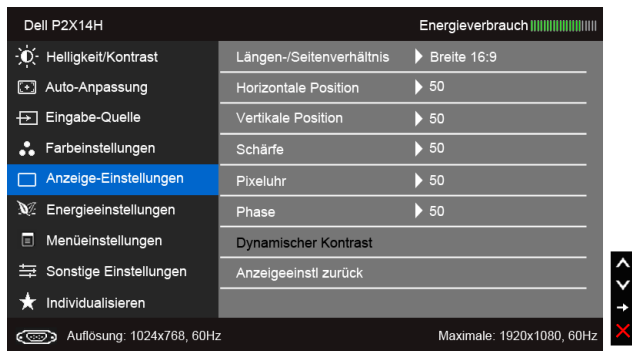 Dell P2X14H Energieverbrauch
Helligkeit/Kontrast Längen-/Seitenverhältnis Breite 16:9
Auto-Anpassung Horizontale Position 50
Eingabe-Quelle Vertikale Position 50
Farbeinstellungen Schärfe 50
Anzeige-Einstellungen Pixeluhr 50
Energieeinstellungen Phase 50
Menüeinstellungen Dynamischer Kontrast
Sonstige Einstellungen Anzeigeeinstl zurück
Individualisieren
Auflösung: 1024x768, 60Hz Maximale: 1920x1080, 60Hz